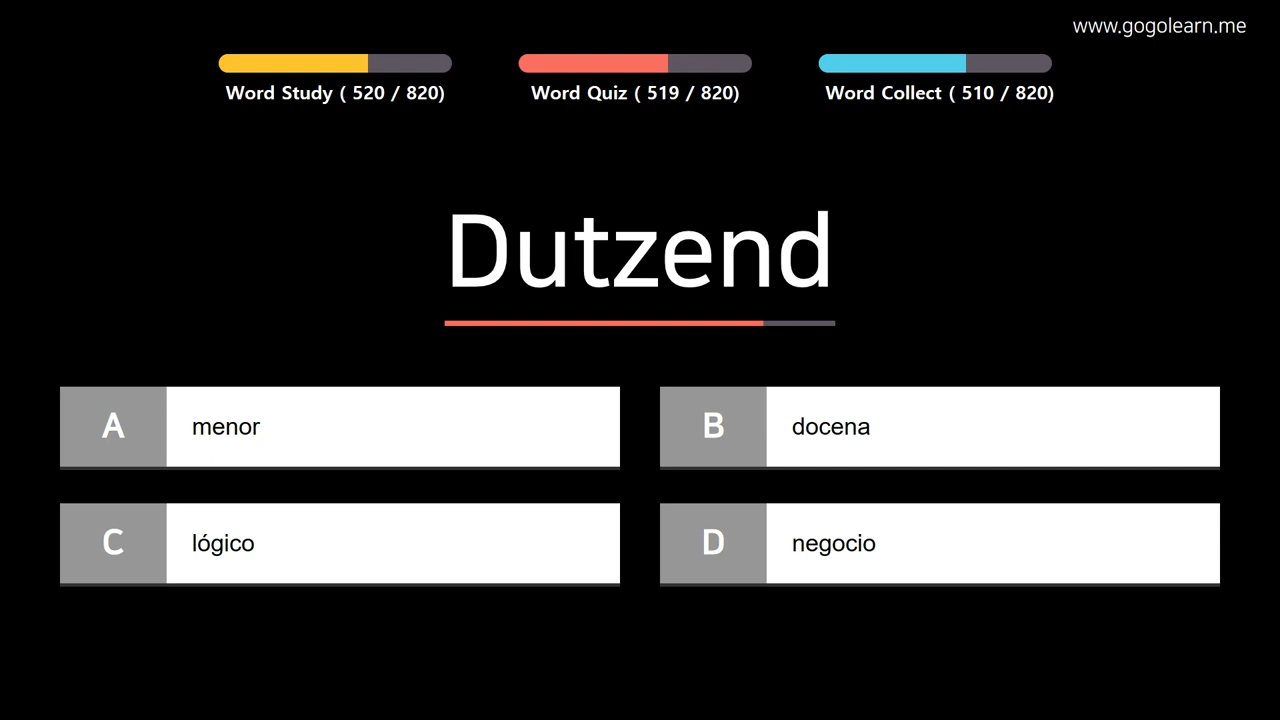 www.gogolearn.me
Word Study ( 520 / 820)
Word Quiz ( 519 / 820)
Word Collect ( 510 / 820)
Dutzend
A menor
B docena
C lógico
D negocio